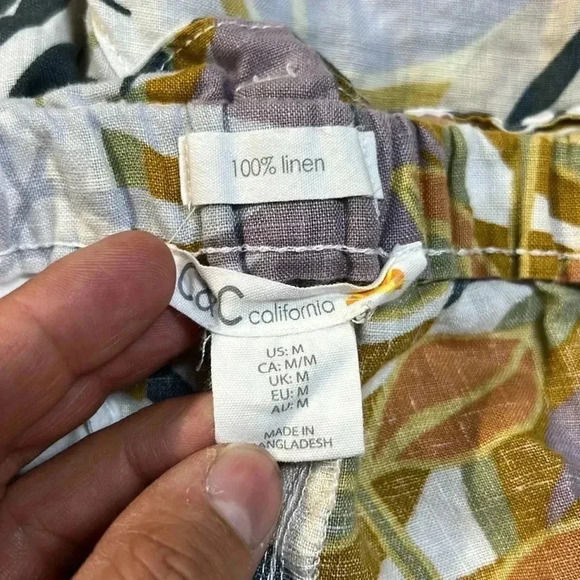 100% linen
C&C california
US: M
CA: M/M
UK: M
EU: M
AU: M
MADE IN
BANGLADESH